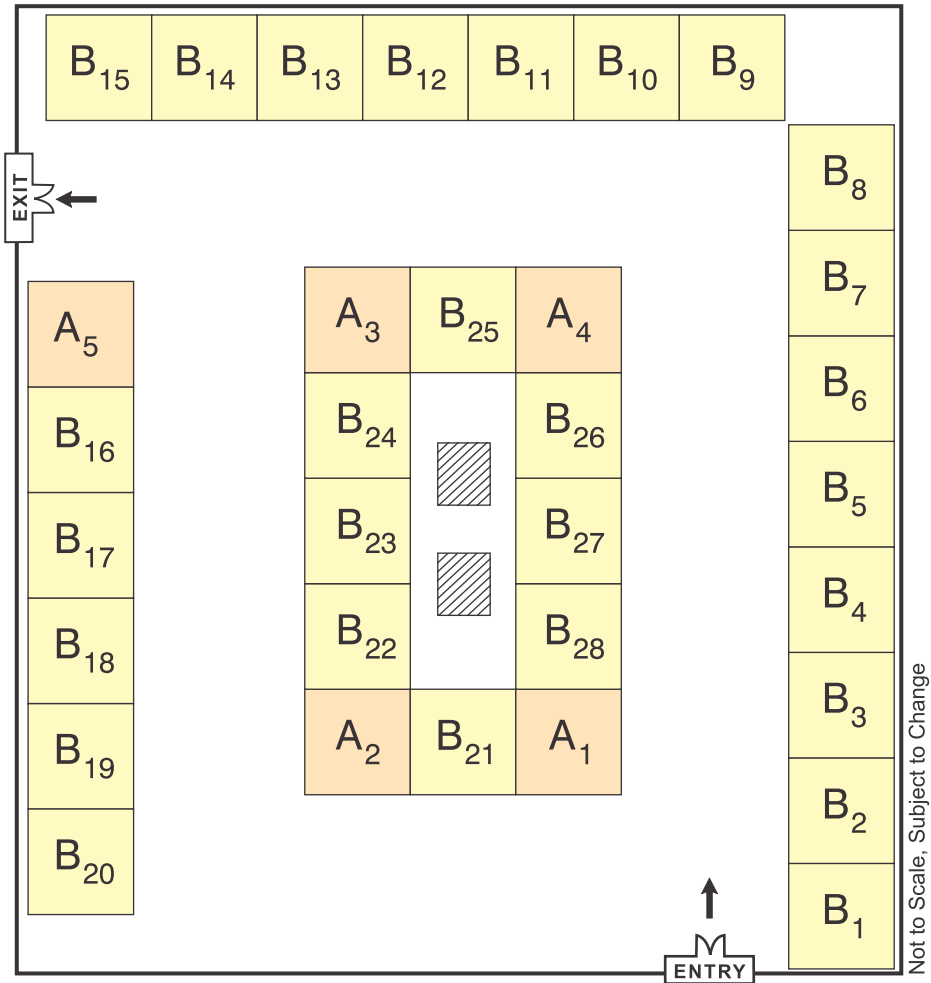 B15 B14 B13 B12 B11 B10 B9
B8
EXIT
B7
A3 B25 A4
A5
B6
B24 B26
B16
B5
B23 B27
B17
B4
B22 B28
B18
B3
A2 B21 A1
B19
B2
B20
B1
ENTRY
Not to Scale, Subject to Change